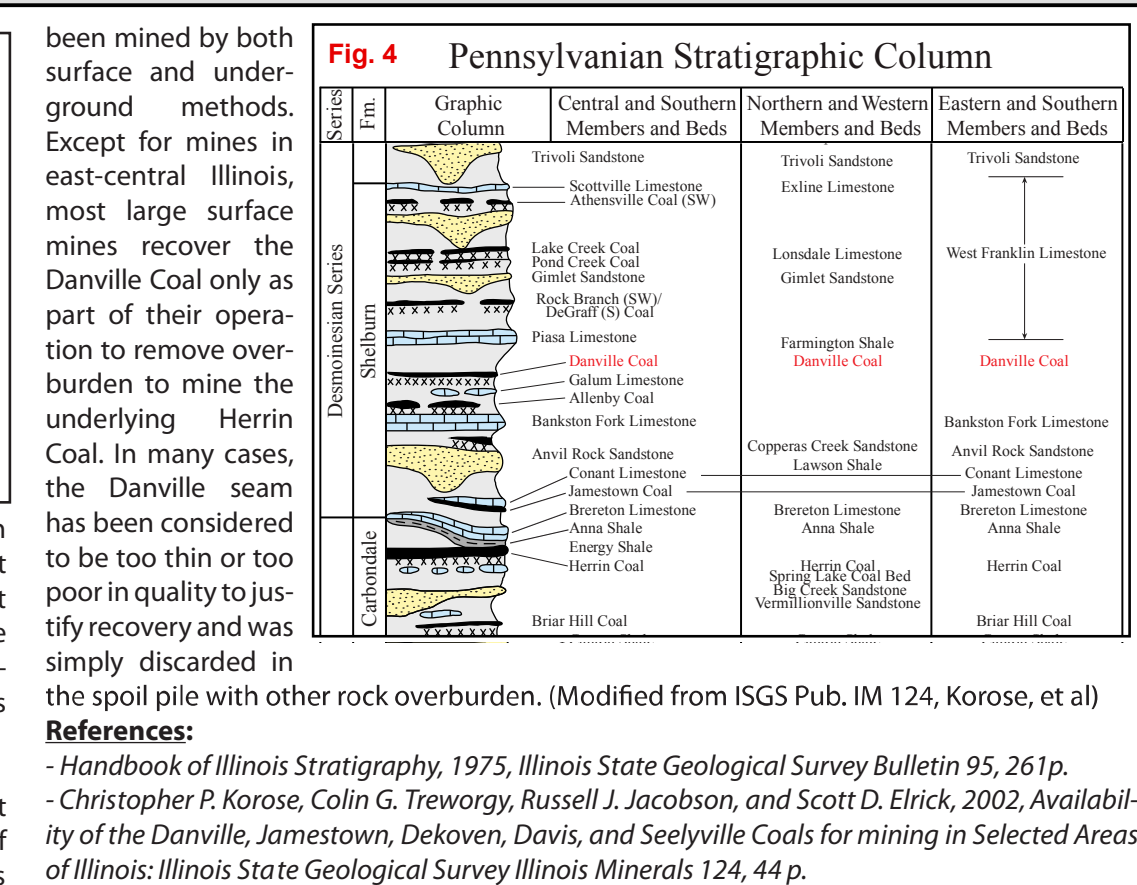 been mined by both
surface and under-
ground methods.
Except for mines in
east-central Illinois,
most large surface
mines recover the
Danville Coal only as
part of their opera-
tion to remove over-
burden to mine the
underlying Herrin
Coal. In many cases,
the Danville seam
has been considered
to be too thin or too
poor in quality to jus-
tify recovery and was
simply discarded in
the spoil pile with other rock overburden. (Modified from ISGS Pub. IM 124, Korose, et al)
References:
- Handbook of Illinois Stratigraphy, 1975, Illinois State Geological Survey Bulletin 95, 261p.
- Christopher P. Korose, Colin G. Treworgy, Russell J. Jacobson, and Scott D. Elrick, 2002, Availabil-
ity of the Danville, Jamestown, Dekoven, Davis, and Seelyville Coals for mining in Selected Areas
of Illinois: Illinois State Geological Survey Illinois Minerals 124, 44 p.
Fig. 4
Pennsylvanian Stratigraphic Column
Series
Fm.
Graphic
Column
Central and Southern
Members and Beds
Northern and Western
Members and Beds
Eastern and Southern
Members and Beds
Desmoinesian Series
Shelburn
Carbondale
Trivoli Sandstone
Scottville Limestone
Athensville Coal (SW)
Lake Creek Coal
Pond Creek Coal
Gimlet Sandstone
Rock Branch (SW)/
DeGraff (S) Coal
Piasa Limestone
Danville Coal
Galum Limestone
Allenby Coal
Bankston Fork Limestone
Anvil Rock Sandstone
Conant Limestone
Jamestown Coal
Brereton Limestone
Anna Shale
Energy Shale
Herrin Coal
Briar Hill Coal
Trivoli Sandstone
Exline Limestone
Lonsdale Limestone
Gimlet Sandstone
Farmington Shale
Danville Coal
Copperas Creek Sandstone
Lawson Shale
Brereton Limestone
Anna Shale
Herrin Coal
Spring Lake Coal Bed
Big Creek Sandstone
Vermillionville Sandstone
Trivoli Sandstone
West Franklin Limestone
Danville Coal
Bankston Fork Limestone
Anvil Rock Sandstone
Conant Limestone
Jamestown Coal
Brereton Limestone
Anna Shale
Herrin Coal
Briar Hill Coal